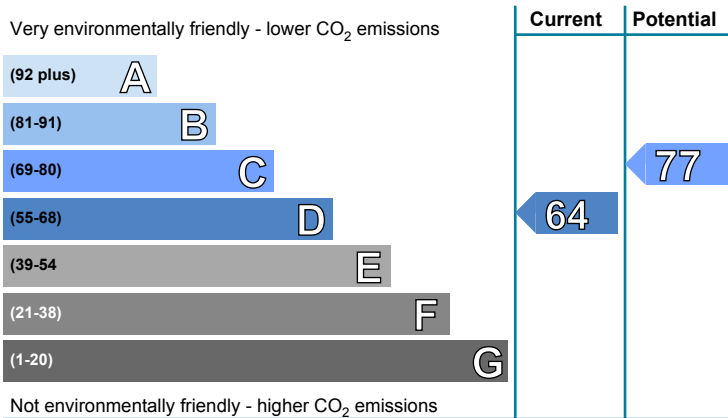 Current Potential
Very environmentally friendly - lower CO2 emissions
(92 plus) A
(81-91) B
(69-80) C
77
(55-68) D
64
(39-54 E
(21-38) F
(1-20) G
Not environmentally friendly - higher CO2 emissions